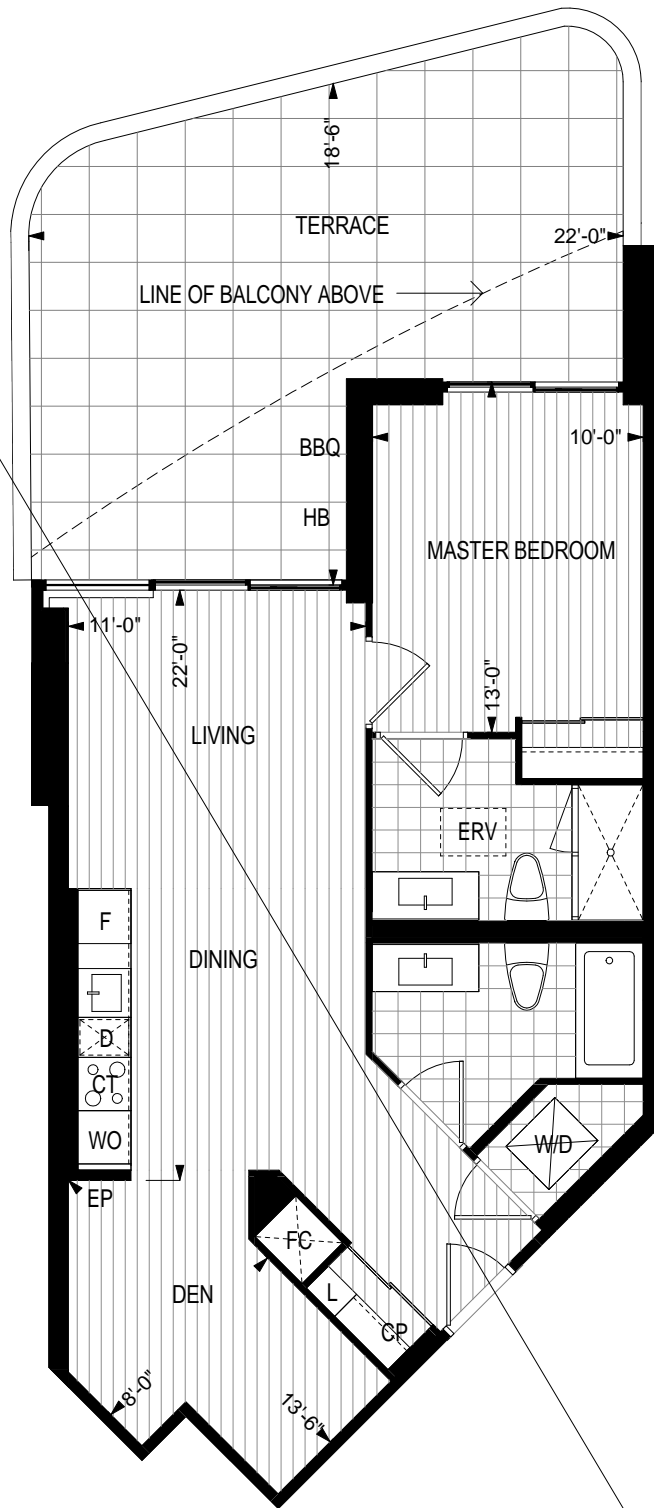 18'-6"
TERRACE
22'-0"
LINE OF BALCONY ABOVE
10'-0"
BBQ
HB
MASTER BEDROOM
11'-0"
22'-0"
13'-0"
LIVING
ERV
F
DINING
D
CT
WO
W/D
EP
FC
DEN
L
CP
8'-0"
13'-6"